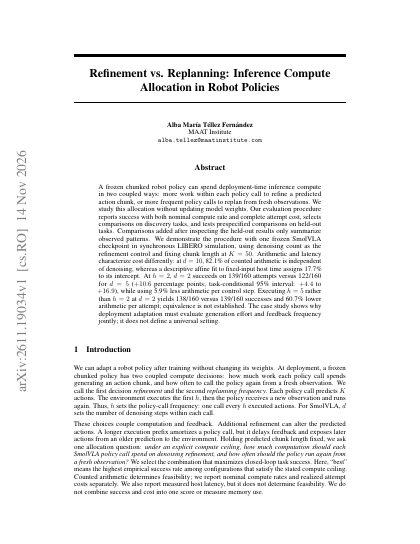 Refinement vs. Replanning: Inference Compute
Allocation in Robot Policies
Alba María Téllez Fernández
MAAT Institute
alba.tellez@maatinstitute.com
Abstract
A frozen chunked robot policy can spend deployment-time inference compute
in two coupled ways: more work within each policy call to refine a predicted
action chunk, or more frequent policy calls to replan from fresh observations. We
study this allocation without updating model weights. Our evaluation procedure
reports success with both nominal compute rate and complete attempt cost, selects
comparisons on discovery tasks, and tests prespecified comparisons on held-out
tasks. Comparisons added after inspecting the held-out results only summarize
observed patterns. We demonstrate the procedure with one frozen SmolVLA
checkpoint in synchronous LIBERO simulation, using denoising count as the
refinement control and fixing chunk length at K = 50. Arithmetic and latency
characterize cost differently: at d = 10, 82.1% of counted arithmetic is independent
of denoising, whereas a descriptive affine fit to fixed-input host time assigns 17.7%
to its intercept. At h = 2, d = 2 succeeds on 139/160 attempts versus 122/160
for d = 5 (+10.6 percentage points; task-conditional 95% interval: +4.4 to
+16.9), while using 5.9% less arithmetic per control step. Executing h = 5 rather
than h = 2 at d = 2 yields 138/160 versus 139/160 successes and 60.7% lower
arithmetic per attempt; equivalence is not established. The case study shows why
deployment adaptation must evaluate generation effort and feedback frequency
jointly; it does not define a universal setting.
1 Introduction
We can adapt a robot policy after training without changing its weights. At deployment, a frozen
chunked policy has two coupled compute decisions: how much work each policy call spends
generating an action chunk, and how often to call the policy again from a fresh observation. We
call the first decision refinement and the second replanning frequency. Each policy call predicts K
actions. The environment executes the first h, then the policy receives a new observation and runs
again. Thus, h sets the policy-call frequency: one call every h executed actions. For SmolVLA, d
sets the number of denoising steps within each call.
These choices couple computation and feedback. Additional refinement can alter the predicted
actions. A longer execution prefix amortizes a policy call, but it delays feedback and exposes later
actions from an older prediction to the environment. Holding predicted chunk length fixed, we ask
one allocation question: under an explicit compute ceiling, how much computation should each
SmolVLA policy call spend on denoising refinement, and how often should the policy run again from
a fresh observation? We select the combination that maximizes closed-loop task success. Here, "best"
means the highest empirical success rate among configurations that satisfy the stated compute ceiling.
Counted arithmetic determines feasibility; we report nominal compute rates and realized attempt
costs separately. We also report measured host latency, but it does not determine feasibility. We do
not combine success and cost into one score or measure memory use.
arXiv:2611.19034v1 [cs.RO] 14 Nov 2026